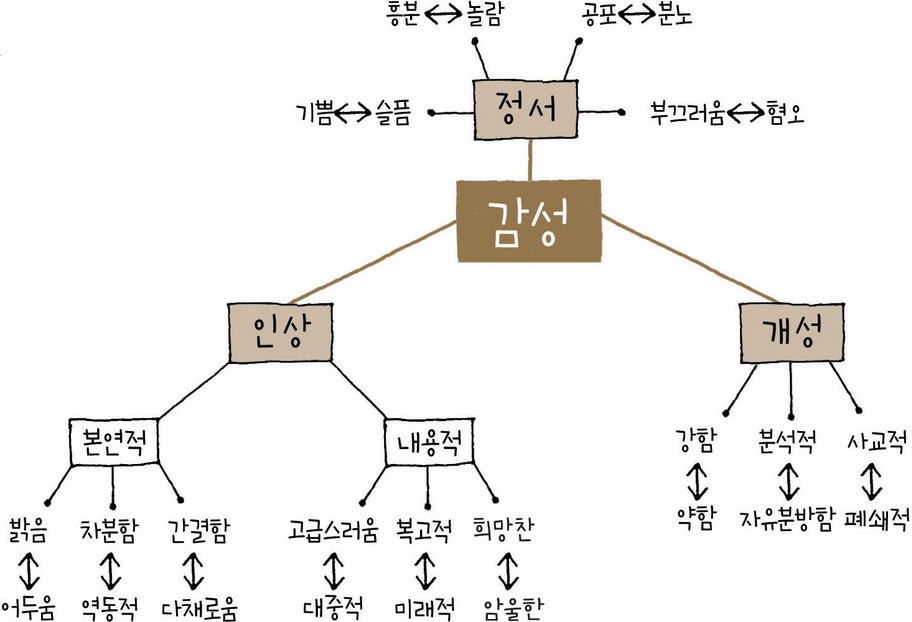 흥분↔놀람 공포↔분노
정서
기쁨↔슬픔 부끄러움↔혐오
감성
인상 개성
본연적 내용적
강함 분석적 사교적
약함 자유분방함 폐쇄적
밝음 차분함 간결함 고급스러움 복고적 희망찬
어두움 역동적 다채로움 대중적 미래적 암울한